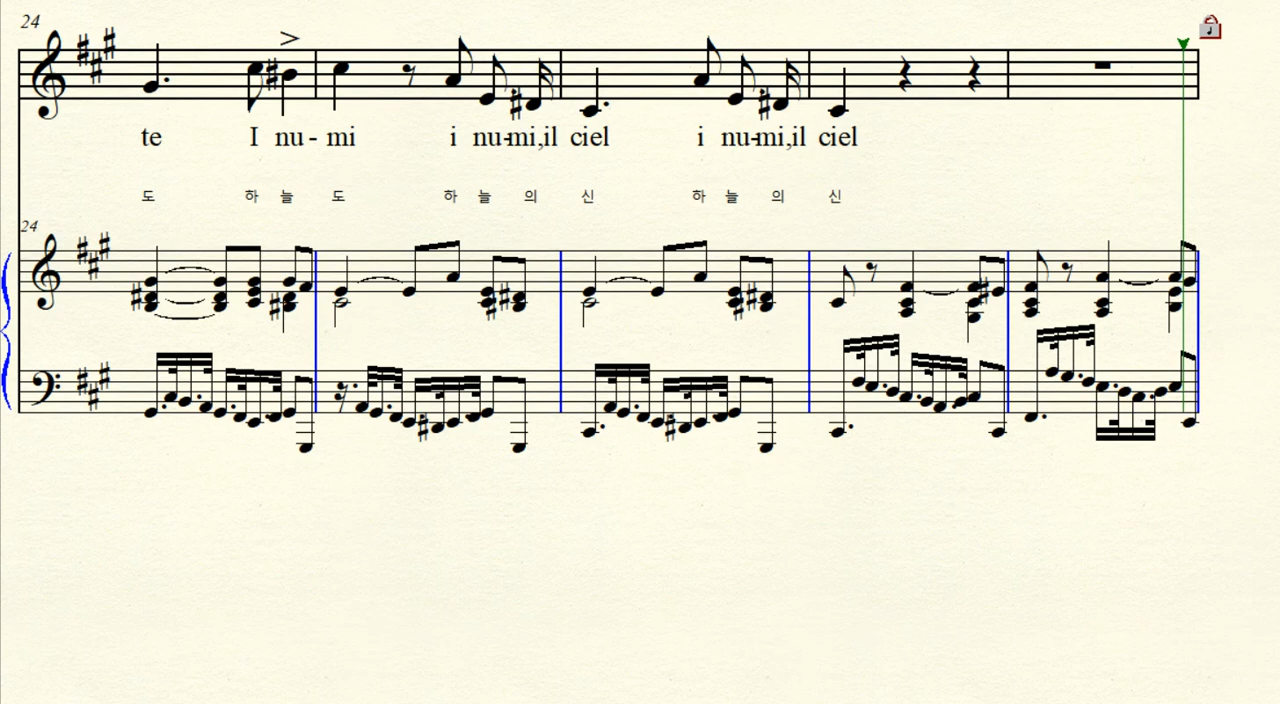 24
te I nu - mi i nu-mi,il ciel i nu-mi,il ciel
도 하 늘 도 하 늘 의 신 하 늘 의 신
24